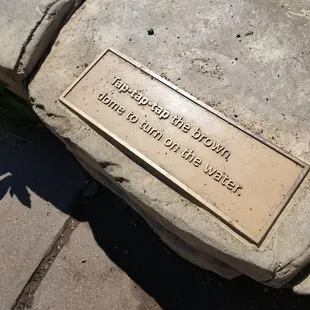 Tap-tap-tap the brown
dome to turn on the water.